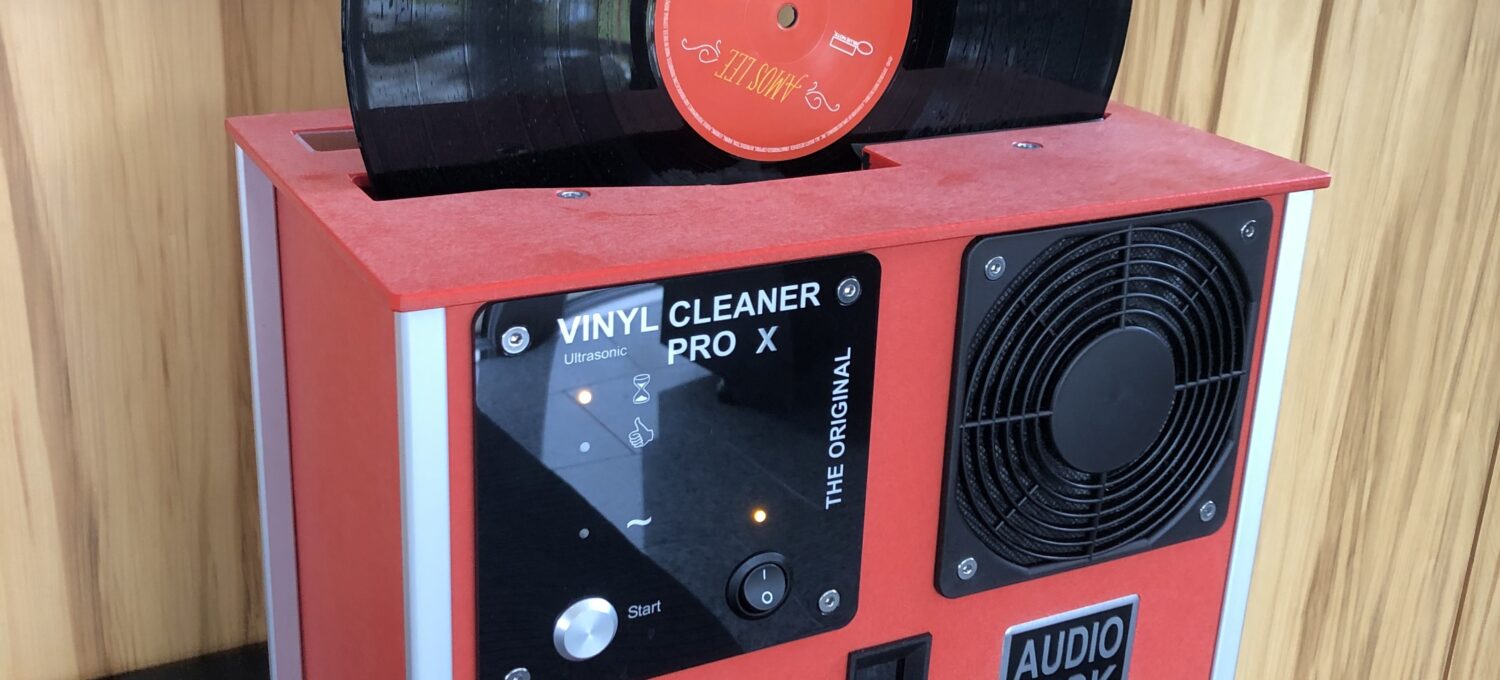 AMOS LEE
VINYL CLEANER
PRO X
Ultrasonic
THE ORIGINAL
Start
AUDIO